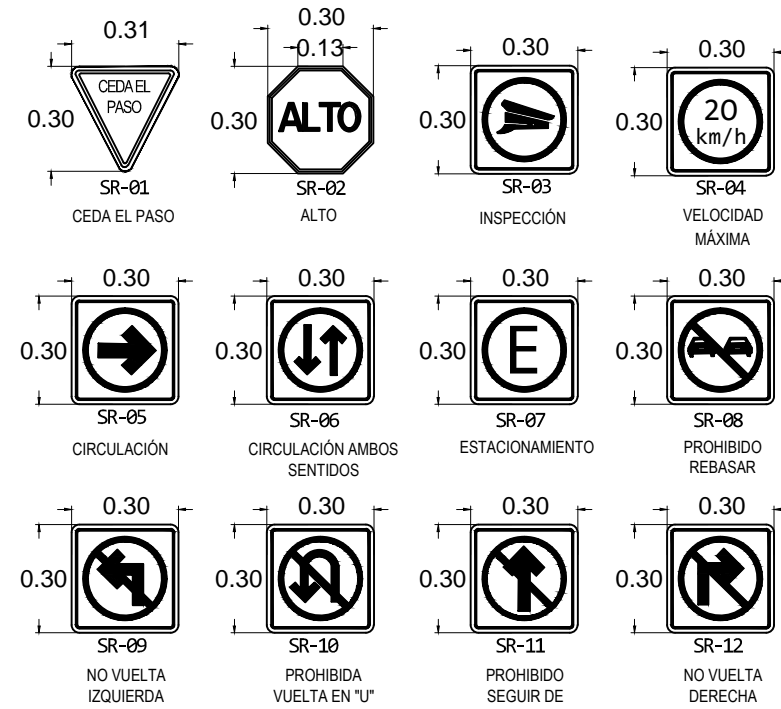 0.31
0.30
CEDA EL
PASO
SR-01
CEDA EL PASO
0.30
0.13
0.30
ALTO
SR-02
ALTO
0.30
0.30
SR-03
INSPECCIÓN
0.30
0.30
20
km/h
SR-04
VELOCIDAD
MÁXIMA
0.30
0.30
SR-05
CIRCULACIÓN
0.30
0.30
SR-06
CIRCULACIÓN AMBOS
SENTIDOS
0.30
0.30
E
SR-07
ESTACIONAMIENTO
0.30
0.30
SR-08
PROHIBIDO
REBASAR
0.30
0.30
SR-09
NO VUELTA
IZQUIERDA
0.30
0.30
SR-10
PROHIBIDA
VUELTA EN "U"
0.30
0.30
SR-11
PROHIBIDO
SEGUIR DE
0.30
0.30
SR-12
NO VUELTA
DERECHA